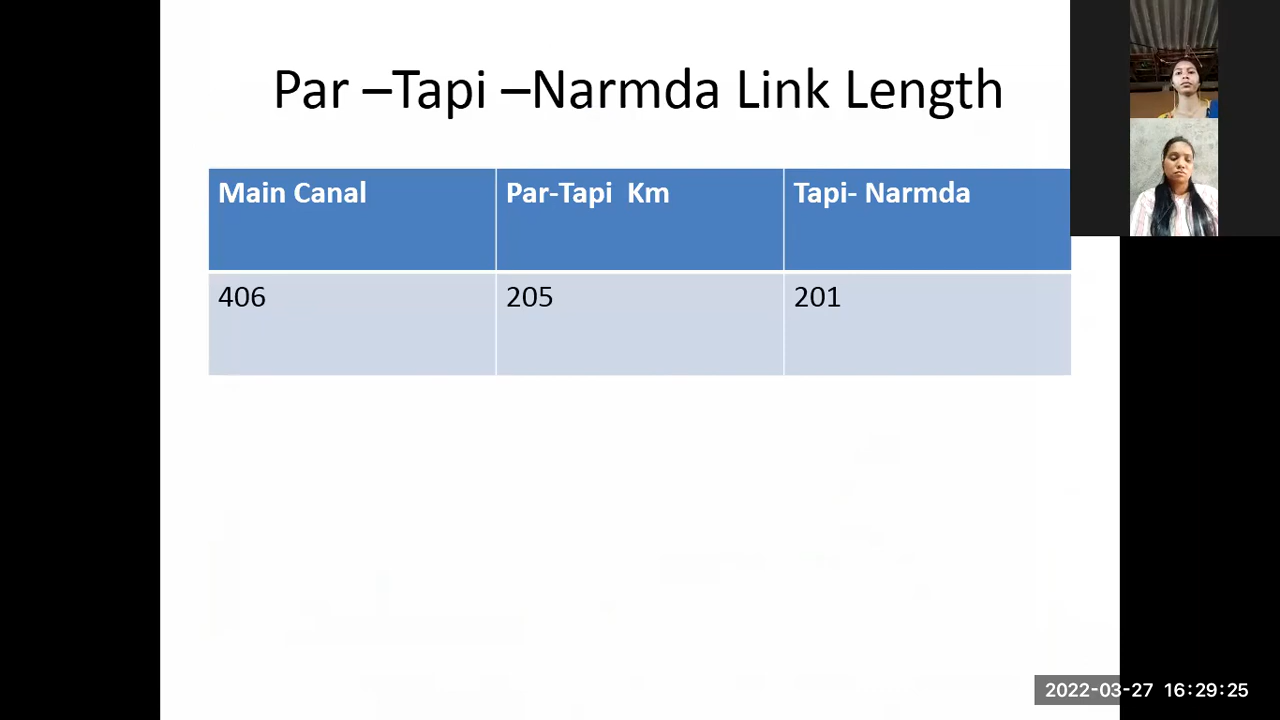 Par –Tapi –Narmda Link Length
Main Canal Par-Tapi Km Tapi- Narmda
406 205 201
2022-03-27 16:29:25